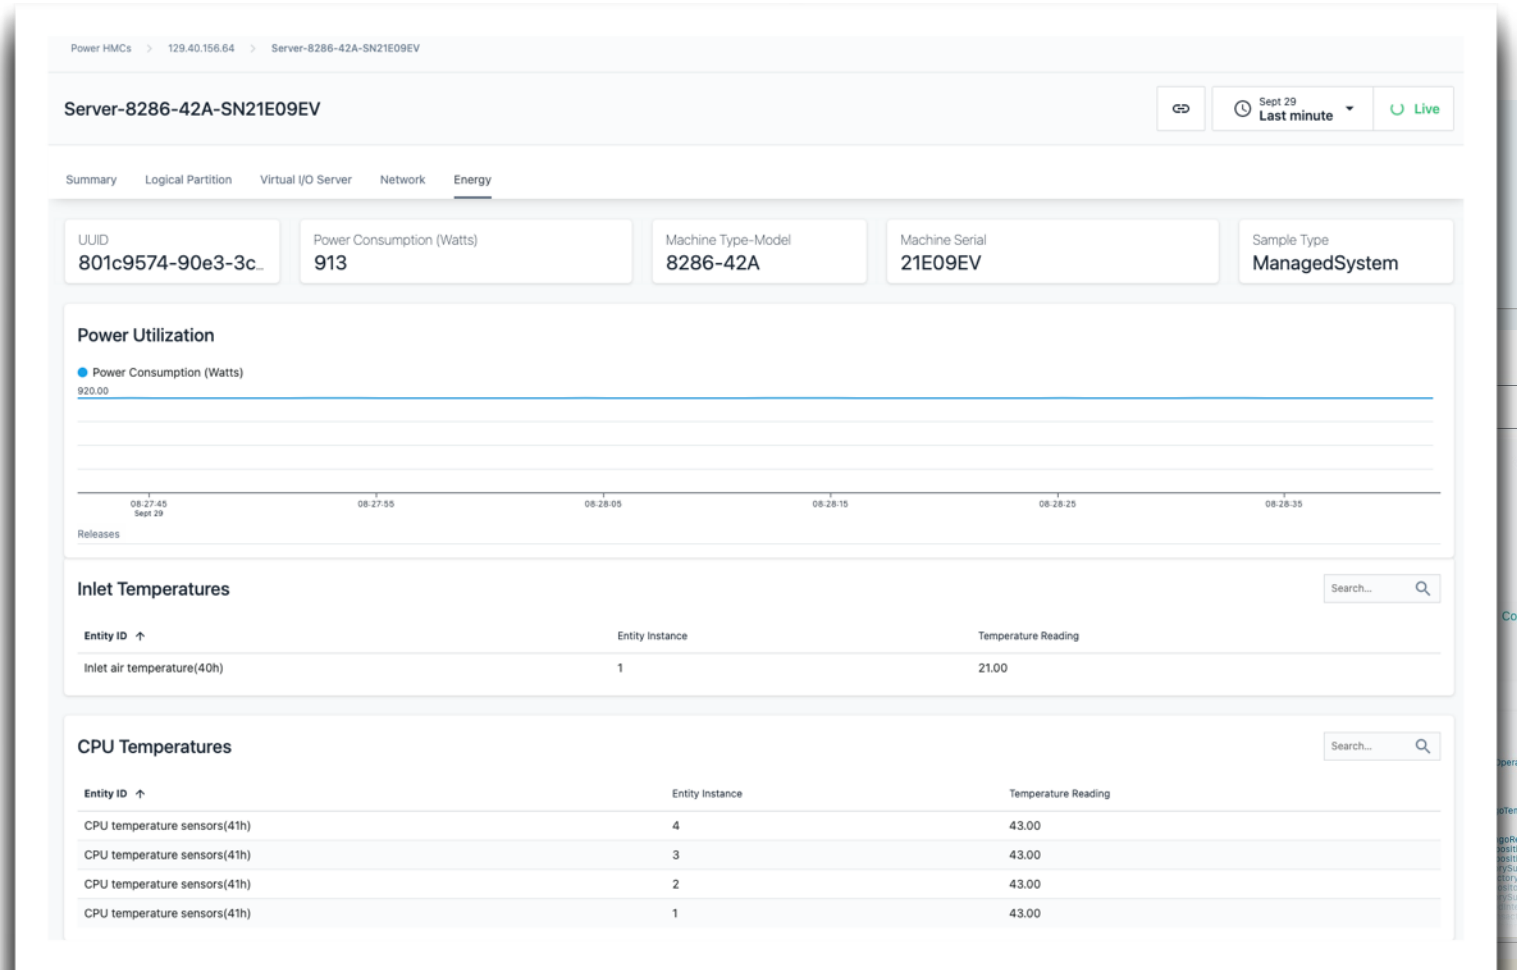 Power HMCs > 129.40.156.64 > Server-8286-42A-SN21E09EV
Server-8286-42A-SN21E09EV
Sept 29
Last minute
Live
Summary Logical Partition Virtual I/O Server Network Energy
UUID
801c9574-90e3-3c...
Power Consumption (Watts)
913
Machine Type-Model
8286-42A
Machine Serial
21E09EV
Sample Type
ManagedSystem
Power Utilization
Power Consumption (Watts)
920.00
08:27:45 08:27:55 08:28:05 08:28:15 08:28:25 08:28:35
Sept 29
Releases
Inlet Temperatures
Search...
Entity ID ↑ Entity Instance Temperature Reading
Inlet air temperature(40h) 1 21.00
CPU Temperatures
Search...
Entity ID ↑ Entity Instance Temperature Reading
CPU temperature sensors(41h) 4 43.00
CPU temperature sensors(41h) 3 43.00
CPU temperature sensors(41h) 2 43.00
CPU temperature sensors(41h) 1 43.00